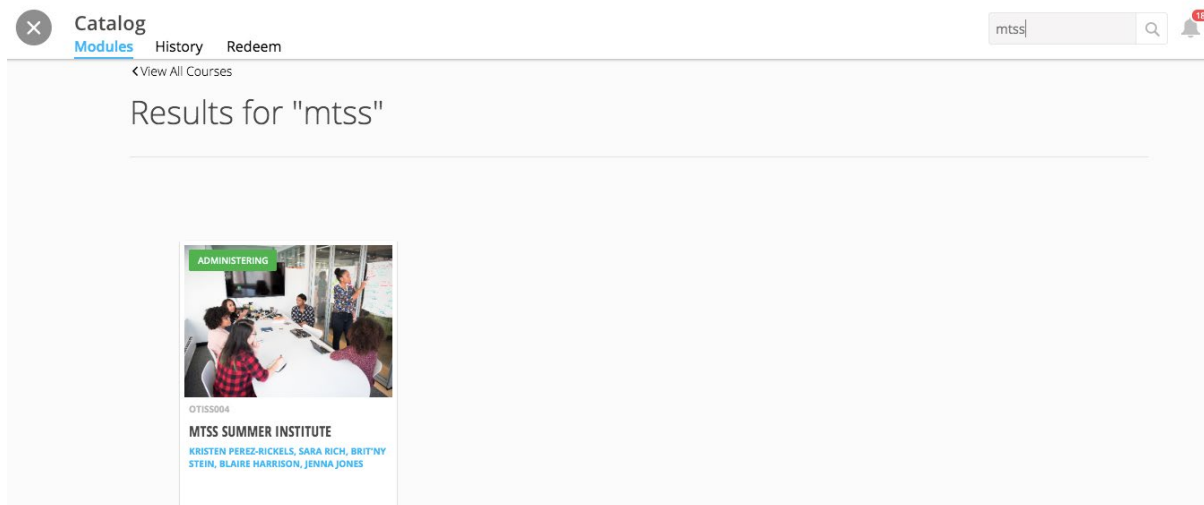 Catalog
Modules History Redeem
mtss
18
View All Courses
Results for "mtss"
ADMINISTERING
OTISS004
MTSS SUMMER INSTITUTE
KRISTEN PEREZ-RICKELS, SARA RICH, BRIT'NY
STEIN, BLAIRE HARRISON, JENNA JONES